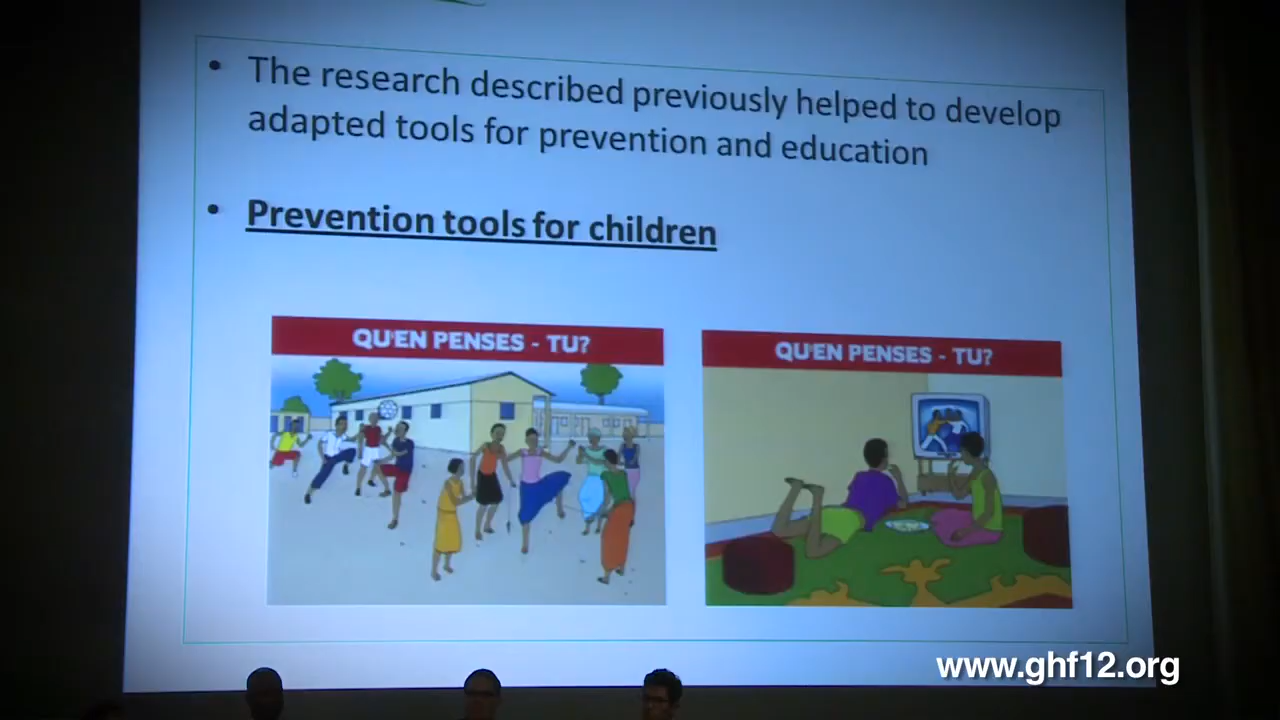 • The research described previously helped to develop
adapted tools for prevention and education
• Prevention tools for children
QU'EN PENSES - TU?
QU'EN PENSES - TU?
www.ghf12.org